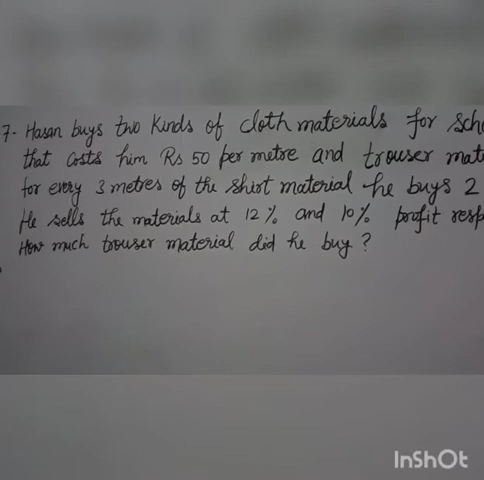 7- Hasan buys two kinds of cloth materials for
that costs him Rs 50 per metre and trouser
for every 3 metres of the shirt material he buys 2
He sells the materials at 12% and 10% profit
How much trouser material did he buy?
InShOt